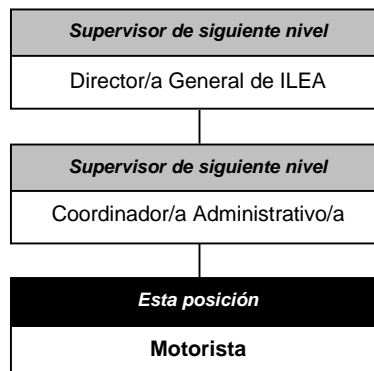 Supervisor de siguiente nivel
Director/a General de ILEA
Supervisor de siguiente nivel
Coordinador/a Administrativo/a
Esta posición
Motorista